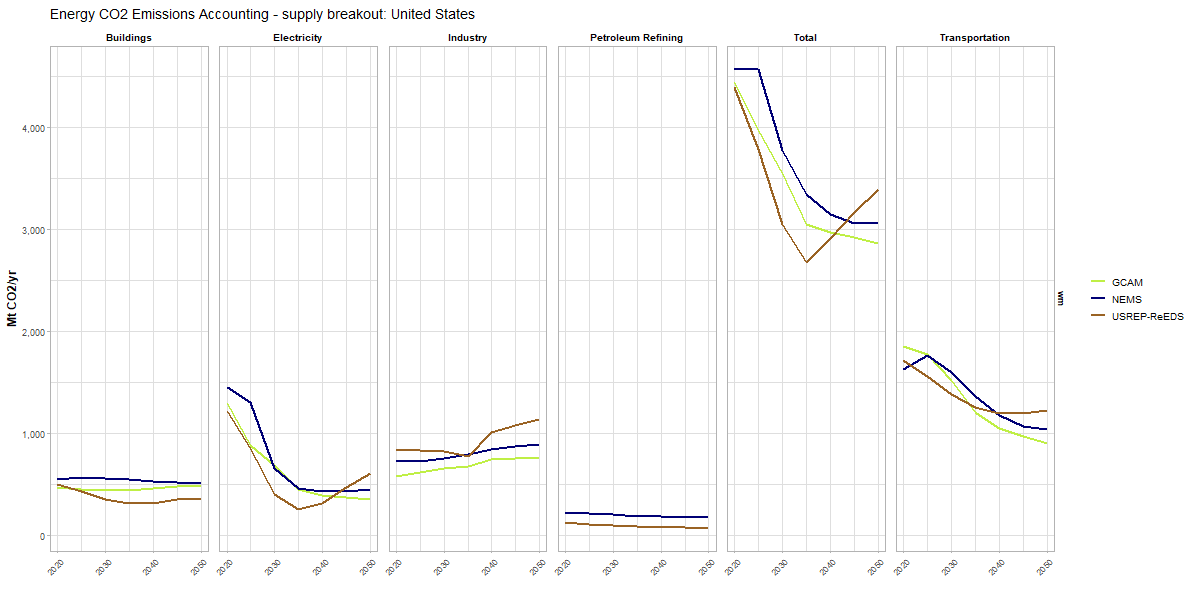 Energy CO2 Emissions Accounting - supply breakout: United States
Buildings
Electricity
Industry
Petroleum Refining
Total
Transportation
4,000
3,000
2,000
1,000
0
Mt CO2/yr
wm
GCAM
NEMS
USREP-ReEDS
2020 2030 2040 2050
2020 2030 2040 2050
2020 2030 2040 2050
2020 2030 2040 2050
2020 2030 2040 2050
2020 2030 2040 2050